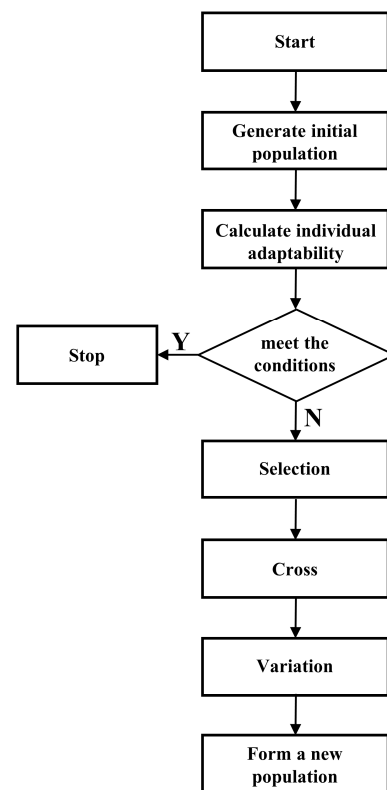 Start
Generate initial
population
Calculate individual
adaptability
meet the
conditions
Y
Stop
N
Selection
Cross
Variation
Form a new
population